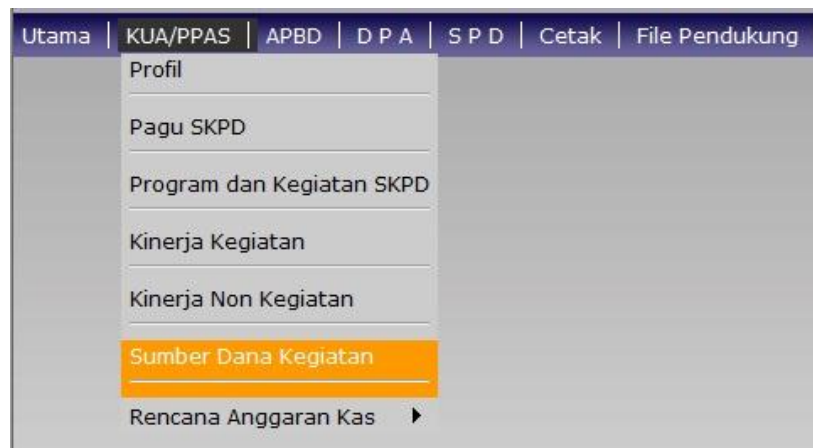 Utama | KUA/PPAS | APBD | D P A | S P D | Cetak | File Pendukung
Profil
Pagu SKPD
Program dan Kegiatan SKPD
Kinerja Kegiatan
Kinerja Non Kegiatan
Sumber Dana Kegiatan
Rencana Anggaran Kas